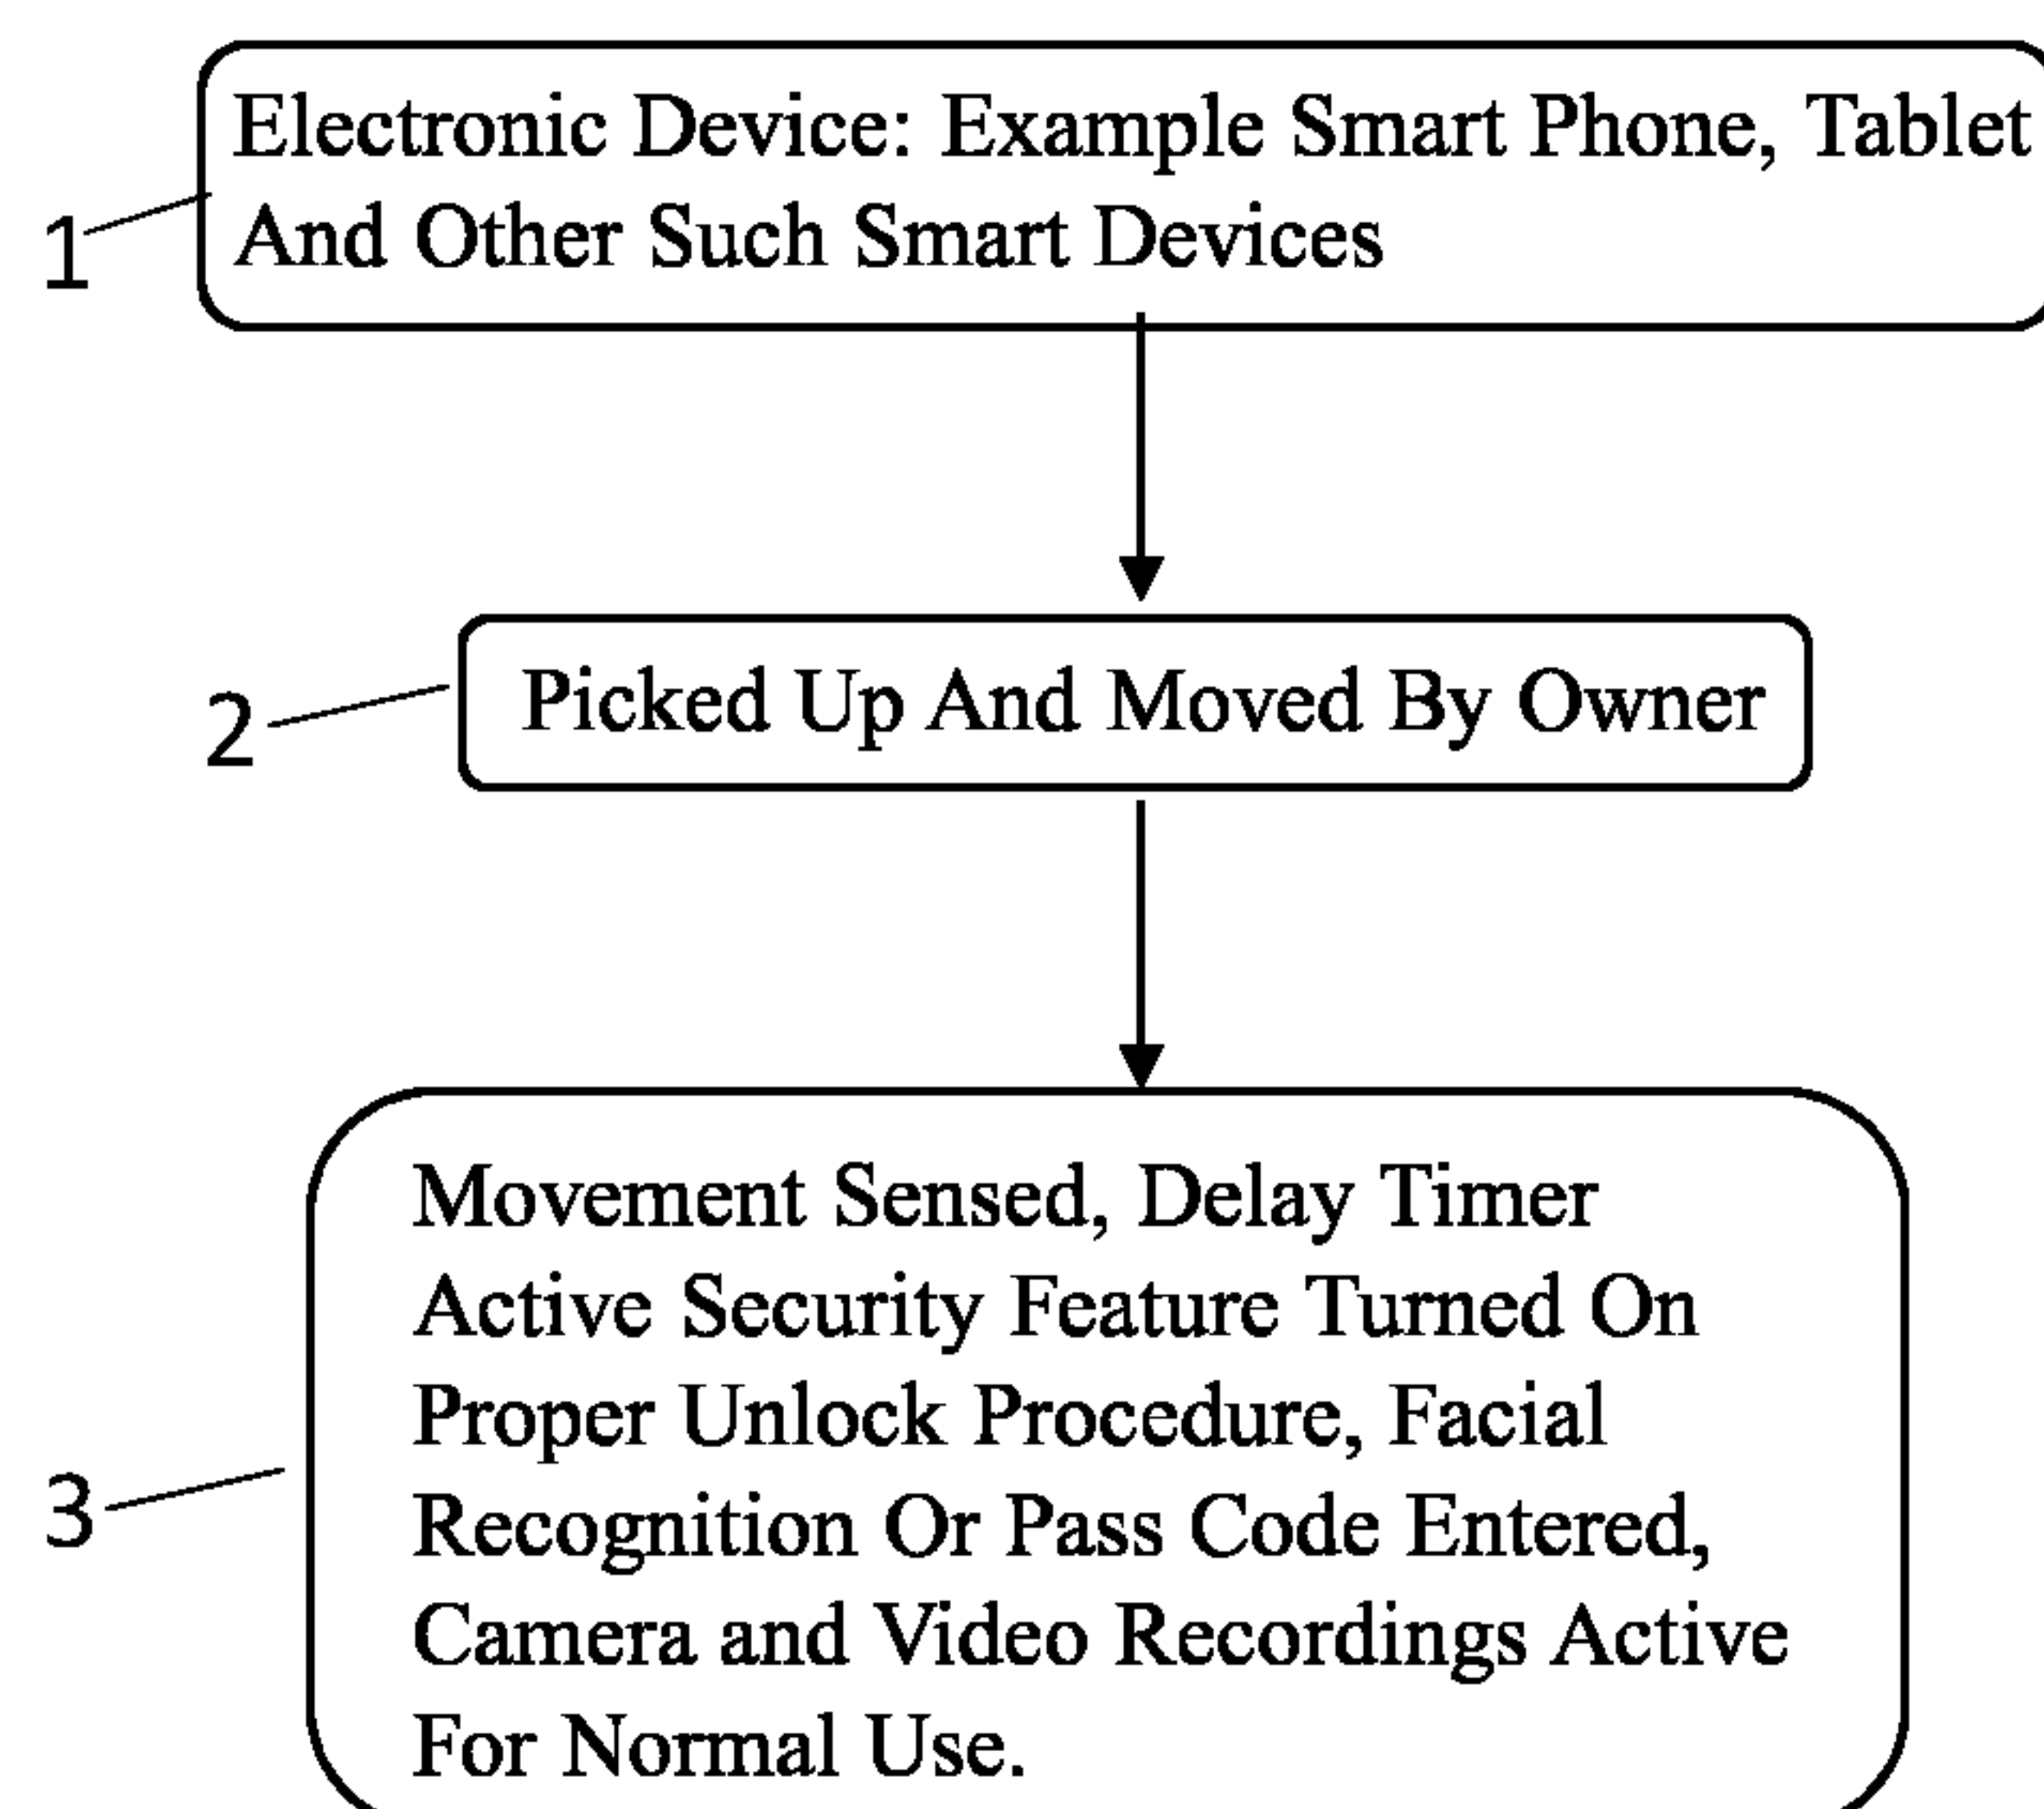 Electronic Device: Example Smart Phone, Tablet
And Other Such Smart Devices
1
Picked Up And Moved By Owner
2
Movement Sensed, Delay Timer
Active Security Feature Turned On
Proper Unlock Procedure, Facial
Recognition Or Pass Code Entered,
Camera and Video Recordings Active
For Normal Use.
3